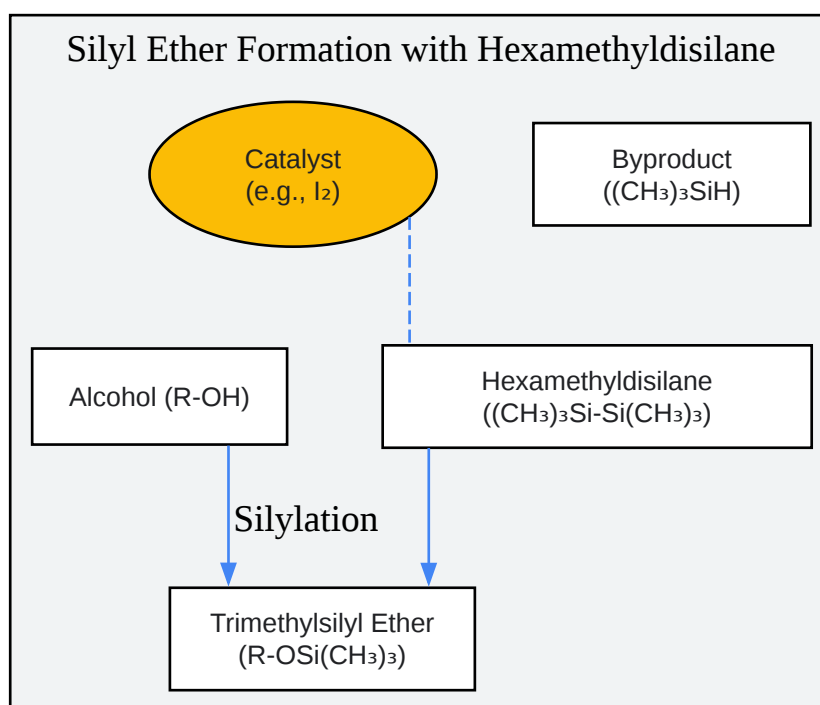 Silyl Ether Formation with Hexamethyldisilane
Catalyst
(e.g., I₂)
Byproduct
((CH₃)₃SiH)
Alcohol (R-OH)
Hexamethyldisilane
((CH₃)₃Si-Si(CH₃)₃)
Silylation
Trimethylsilyl Ether
(R-OSi(CH₃)₃)